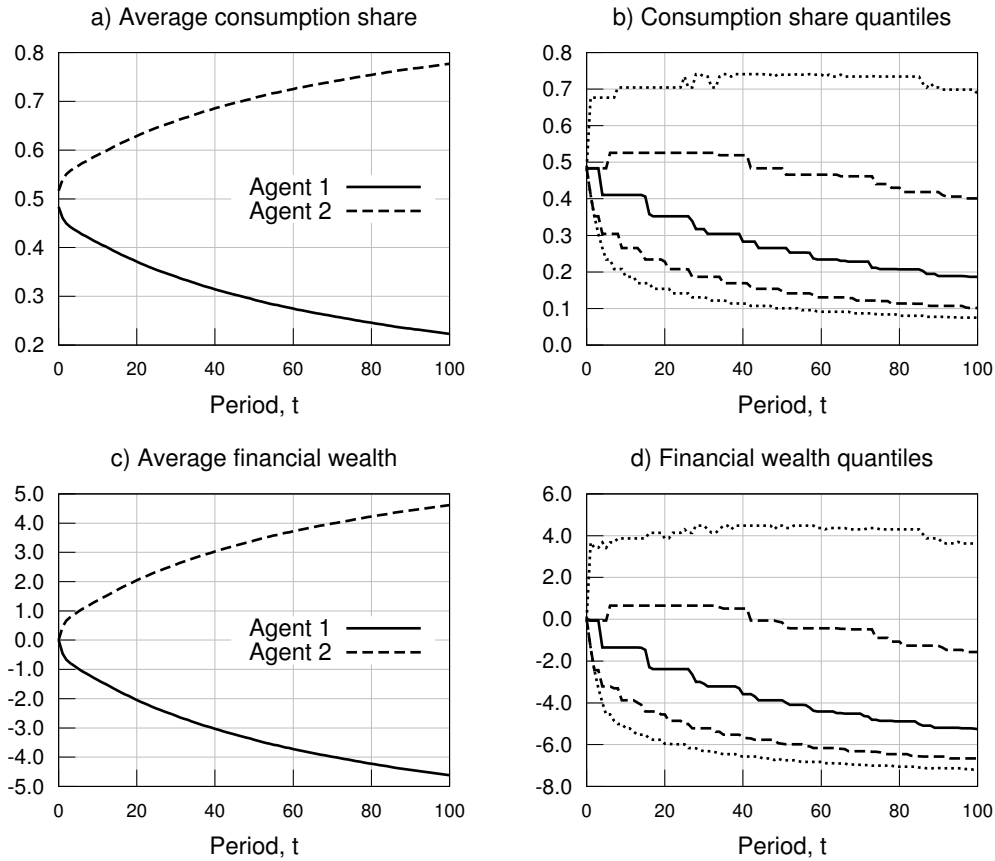 a) Average consumption share
0.8
0.7
0.6
0.5
0.4
0.3
0.2
Agent 1
Agent 2
0 20 40 60 80 100
Period, t
b) Consumption share quantiles
0.8
0.7
0.6
0.5
0.4
0.3
0.2
0.1
0.0
0 20 40 60 80 100
Period, t
c) Average financial wealth
5.0
4.0
3.0
2.0
1.0
0.0
-1.0
-2.0
-3.0
-4.0
-5.0
Agent 1
Agent 2
0 20 40 60 80 100
Period, t
d) Financial wealth quantiles
6.0
4.0
2.0
0.0
-2.0
-4.0
-6.0
-8.0
0 20 40 60 80 100
Period, t